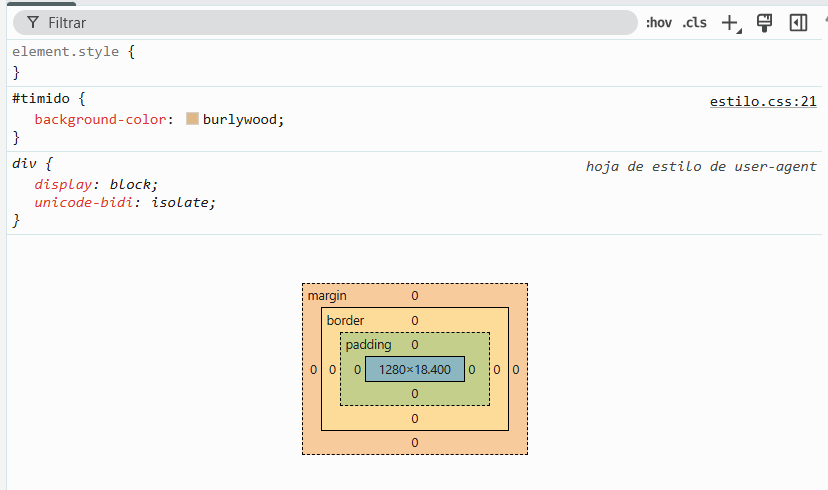 Filtrar :hov .cls
element.style {
}
#timido { estilo.css:21
background-color: burlywood;
}
div { hoja de estilo de user-agent
display: block;
unicode-bidi: isolate;
}
margin 0
border 0
padding 0
0 0 0 1280×18.400 0 0 0
0
0
0